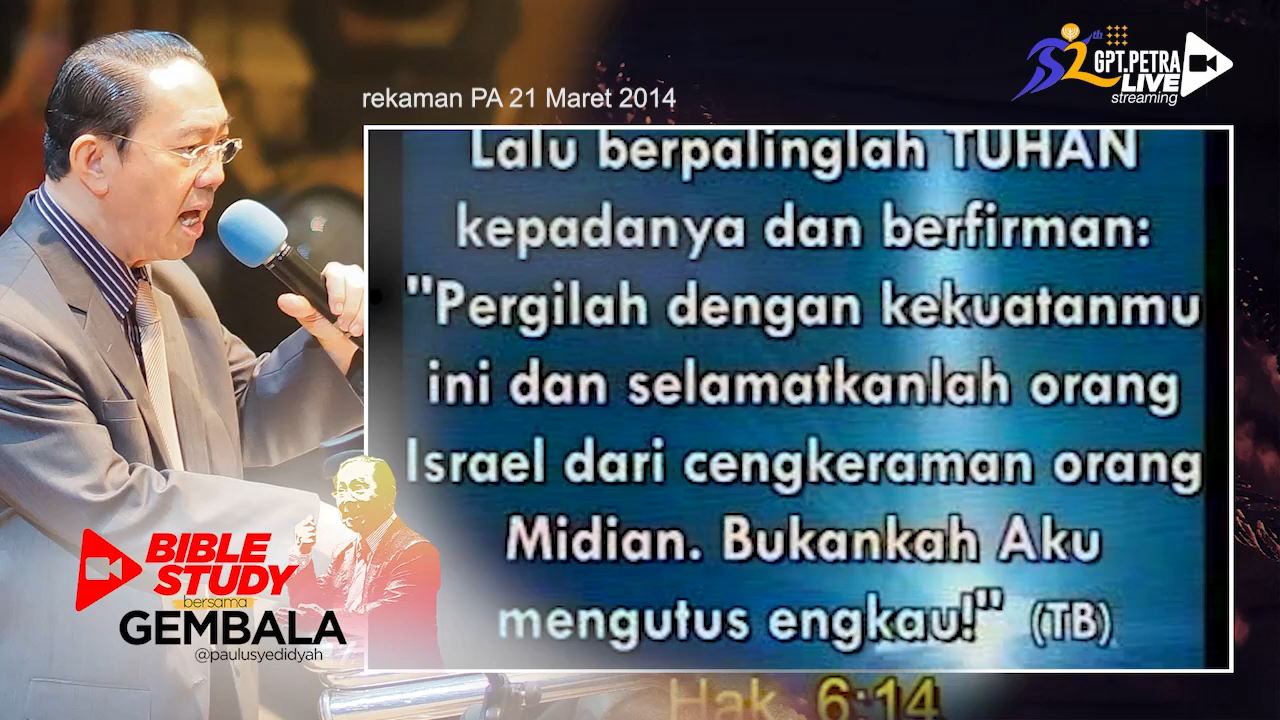 52th GPT.PETRA
LIVE
streaming
rekaman PA 21 Maret 2014
Lalu berpalinglah TUHAN
kepadanya dan berfirman:
"Pergilah dengan kekuatanmu
ini dan selamatkanlah orang
Israel dari cengkeraman orang
Midian. Bukankah Aku
mengutus engkau!" (TB)
Hak 6:14
BIBLE
STUDY
bersama
GEMBALA
@paulusyedidyah